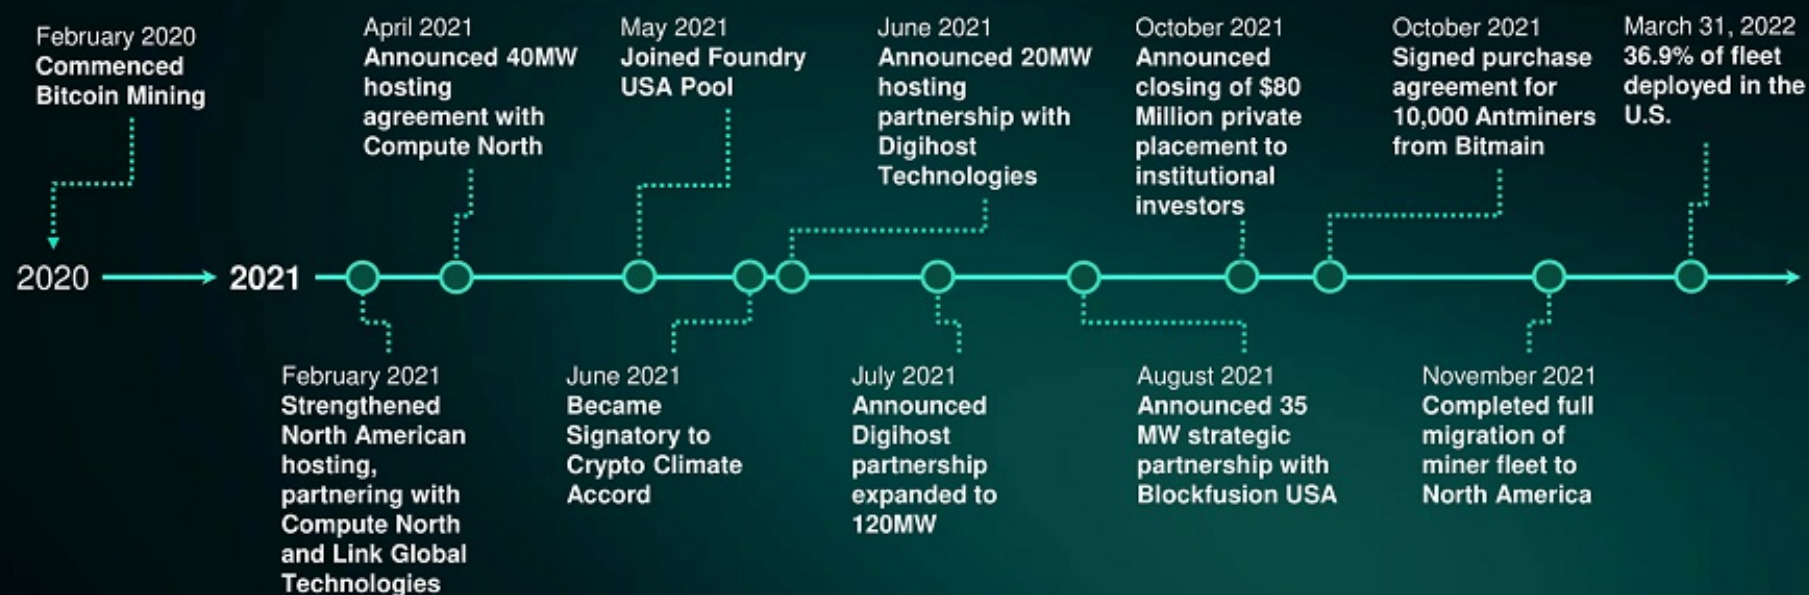 February 2020
Commenced
Bitcoin Mining
April 2021
Announced 40MW
hosting
agreement with
Compute North
May 2021
Joined Foundry
USA Pool
June 2021
Announced 20MW
hosting
partnership with
Digihost
Technologies
October 2021
Announced
closing of $80
Million private
placement to
institutional
investors
October 2021
Signed purchase
agreement for
10,000 Antminers
from Bitmain
March 31, 2022
36.9% of fleet
deployed in the
U.S.
2020
2021
February 2021
Strengthened
North American
hosting,
partnering with
Compute North
and Link Global
Technologies
June 2021
Became
Signatory to
Crypto Climate
Accord
July 2021
Announced
Digihost
partnership
expanded to
120MW
August 2021
Announced 35
MW strategic
partnership with
Blockfusion USA
November 2021
Completed full
migration of
miner fleet to
North America